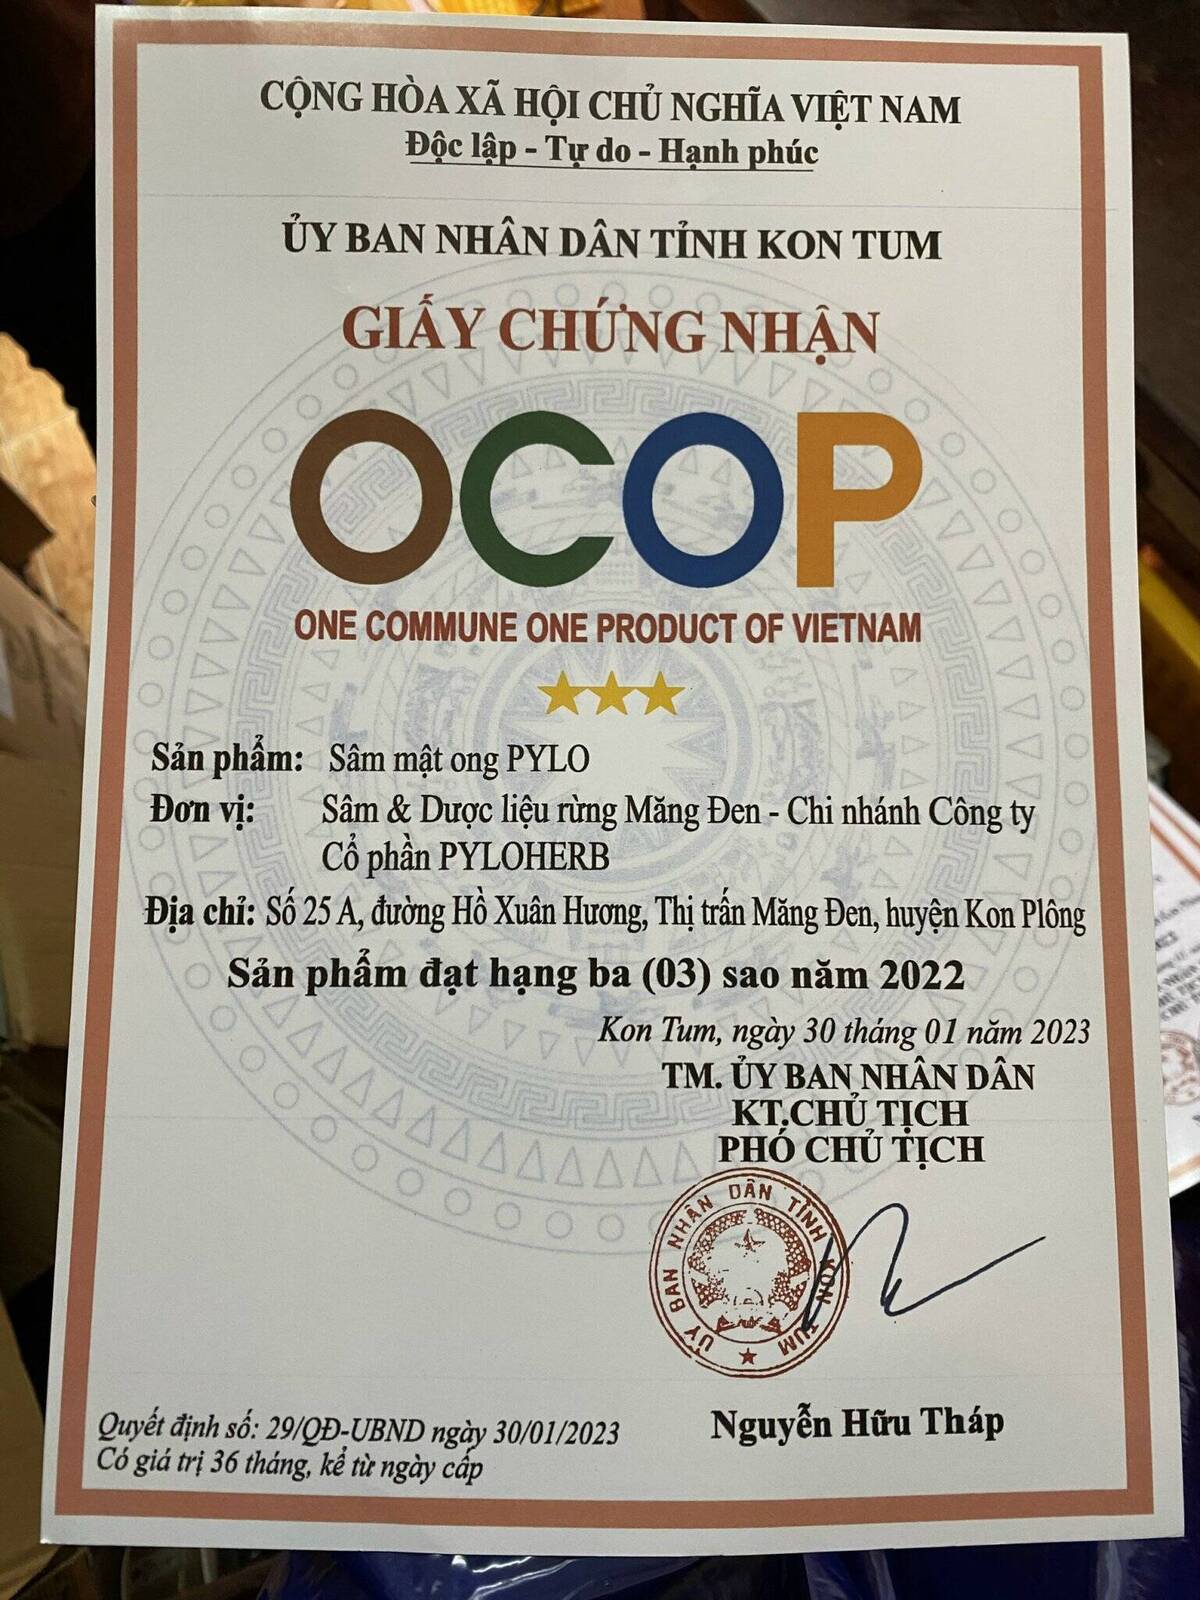 CỘNG HÒA XÃ HỘI CHỦ NGHĨA VIỆT NAM
Độc lập - Tự do - Hạnh phúc
ỦY BAN NHÂN DÂN TỈNH KON TUM
GIẤY CHỨNG NHẬN
OCOP
ONE COMMUNE ONE PRODUCT OF VIETNAM
Sản phẩm: Sâm mật ong PYLO
Đơn vị: Sâm & Dược liệu rừng Măng Đen - Chi nhánh Công ty
Cổ phần PYLOHERB
Địa chỉ: Số 25 A, đường Hồ Xuân Hương, Thị trấn Măng Đen, huyện Kon Plông
Sản phẩm đạt hạng ba (03) sao năm 2022
Kon Tum, ngày 30 tháng 01 năm 2023
TM. ỦY BAN NHÂN DÂN
KT.CHỦ TỊCH
PHÓ CHỦ TỊCH
ỦY BAN NHÂN DÂN TỈNH KON TUM
Nguyễn Hữu Tháp
Quyết định số: 29/QĐ-UBND ngày 30/01/2023
Có giá trị 36 tháng, kể từ ngày cấp